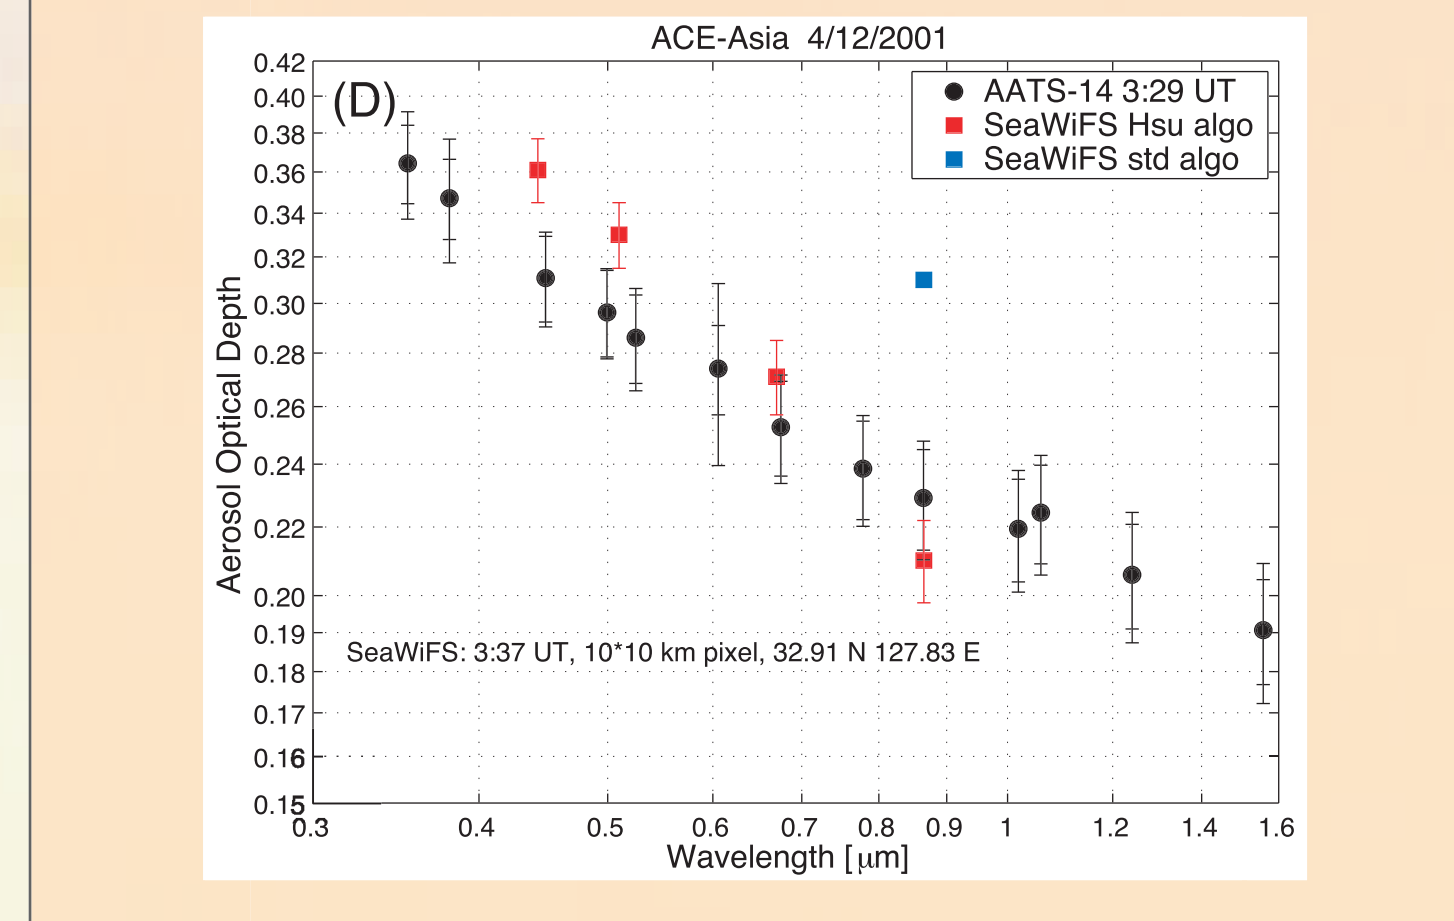 ACE-Asia 4/12/2001
(D)
AATS-14 3:29 UT
SeaWiFS Hsu algo
SeaWiFS std algo
Aerosol Optical Depth
0.42
0.40
0.38
0.36
0.34
0.32
0.30
0.28
0.26
0.24
0.22
0.20
0.19
0.18
0.17
0.16
0.15
SeaWiFS: 3:37 UT, 10*10 km pixel, 32.91 N 127.83 E
0.3 0.4 0.5 0.6 0.7 0.8 0.9 1 1.2 1.4 1.6
Wavelength [μm]